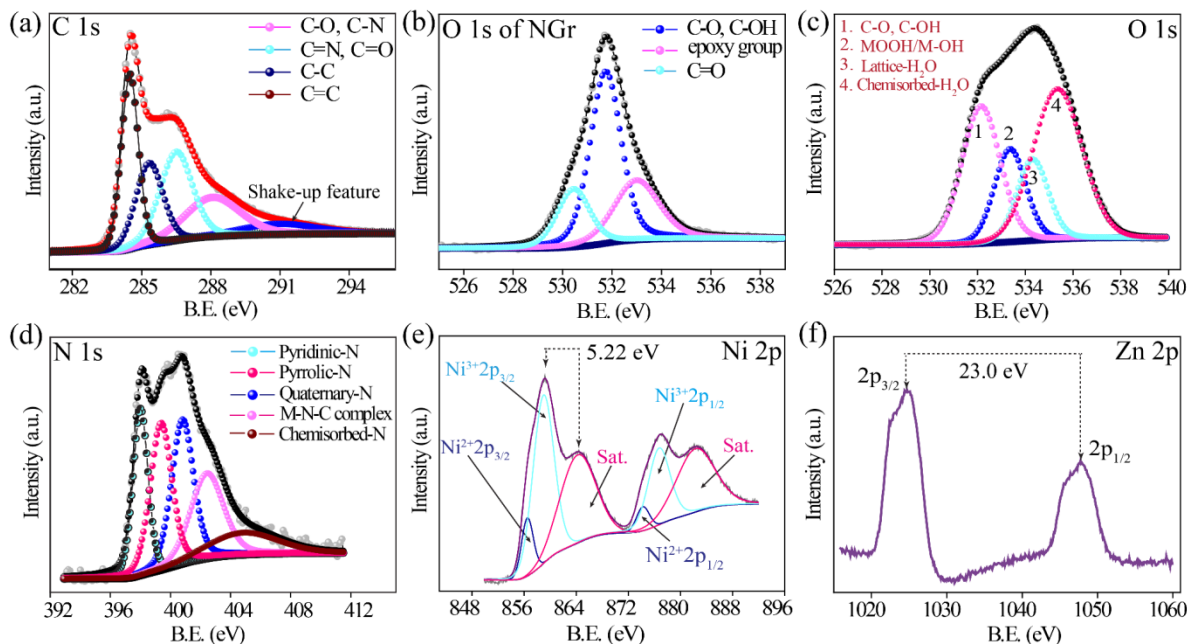 (a) C 1s
C-O, C-N
C=N, C=O
C-C
C=C
Shake-up feature
Intensity (a.u.)
282 285 288 291 294
B.E. (eV)
(b) O 1s of NGr
C-O, C-OH
epoxy group
C=O
Intensity (a.u.)
526 528 530 532 534 536 538
B.E. (eV)
(c) O 1s
1. C-O, C-OH
2. MOOH/M-OH
3. Lattice-H₂O
4. Chemisorbed-H₂O
1
2
3
4
Intensity (a.u.)
526 528 530 532 534 536 538 540
B.E. (eV)
(d) N 1s
Pyridinic-N
Pyrrolic-N
Quaternary-N
M-N-C complex
Chemisorbed-N
Intensity (a.u.)
392 396 400 404 408 412
B.E. (eV)
(e) Ni 2p
5.22 eV
Ni³⁺2p₃/₂
Ni³⁺2p₁/₂
Ni²⁺2p₃/₂
Sat.
Sat.
Ni²⁺2p₁/₂
Intensity (a.u.)
848 856 864 872 880 888 896
B.E. (eV)
(f) Zn 2p
2p₃/₂
23.0 eV
2p₁/₂
Intensity (a.u.)
1020 1030 1040 1050 1060
B.E. (eV)